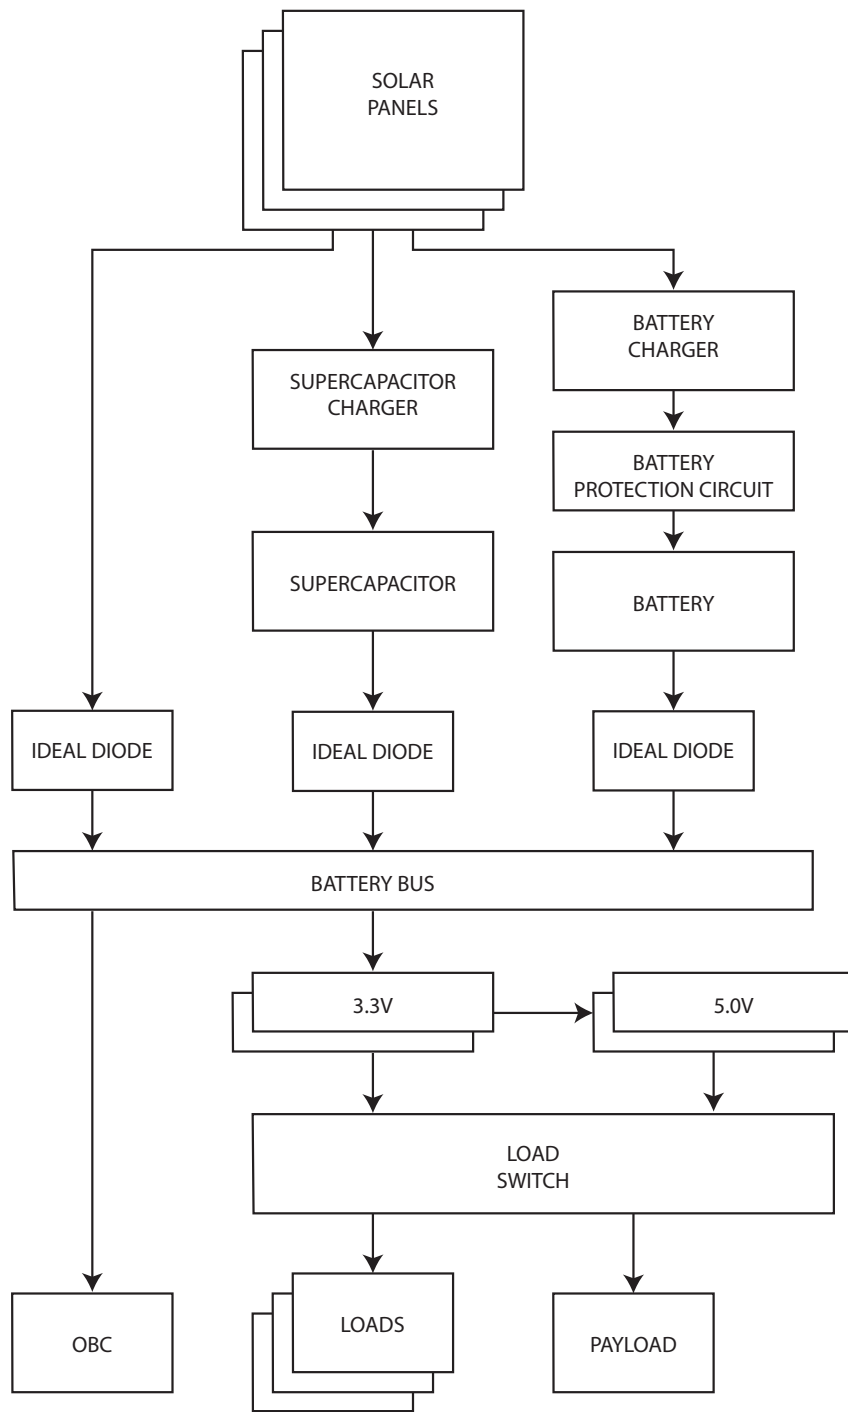 SOLAR
PANELS
BATTERY
CHARGER
SUPERCAPACITOR
CHARGER
BATTERY
PROTECTION CIRCUIT
SUPERCAPACITOR
BATTERY
IDEAL DIODE
IDEAL DIODE
IDEAL DIODE
BATTERY BUS
3.3V
5.0V
LOAD
SWITCH
OBC
LOADS
PAYLOAD